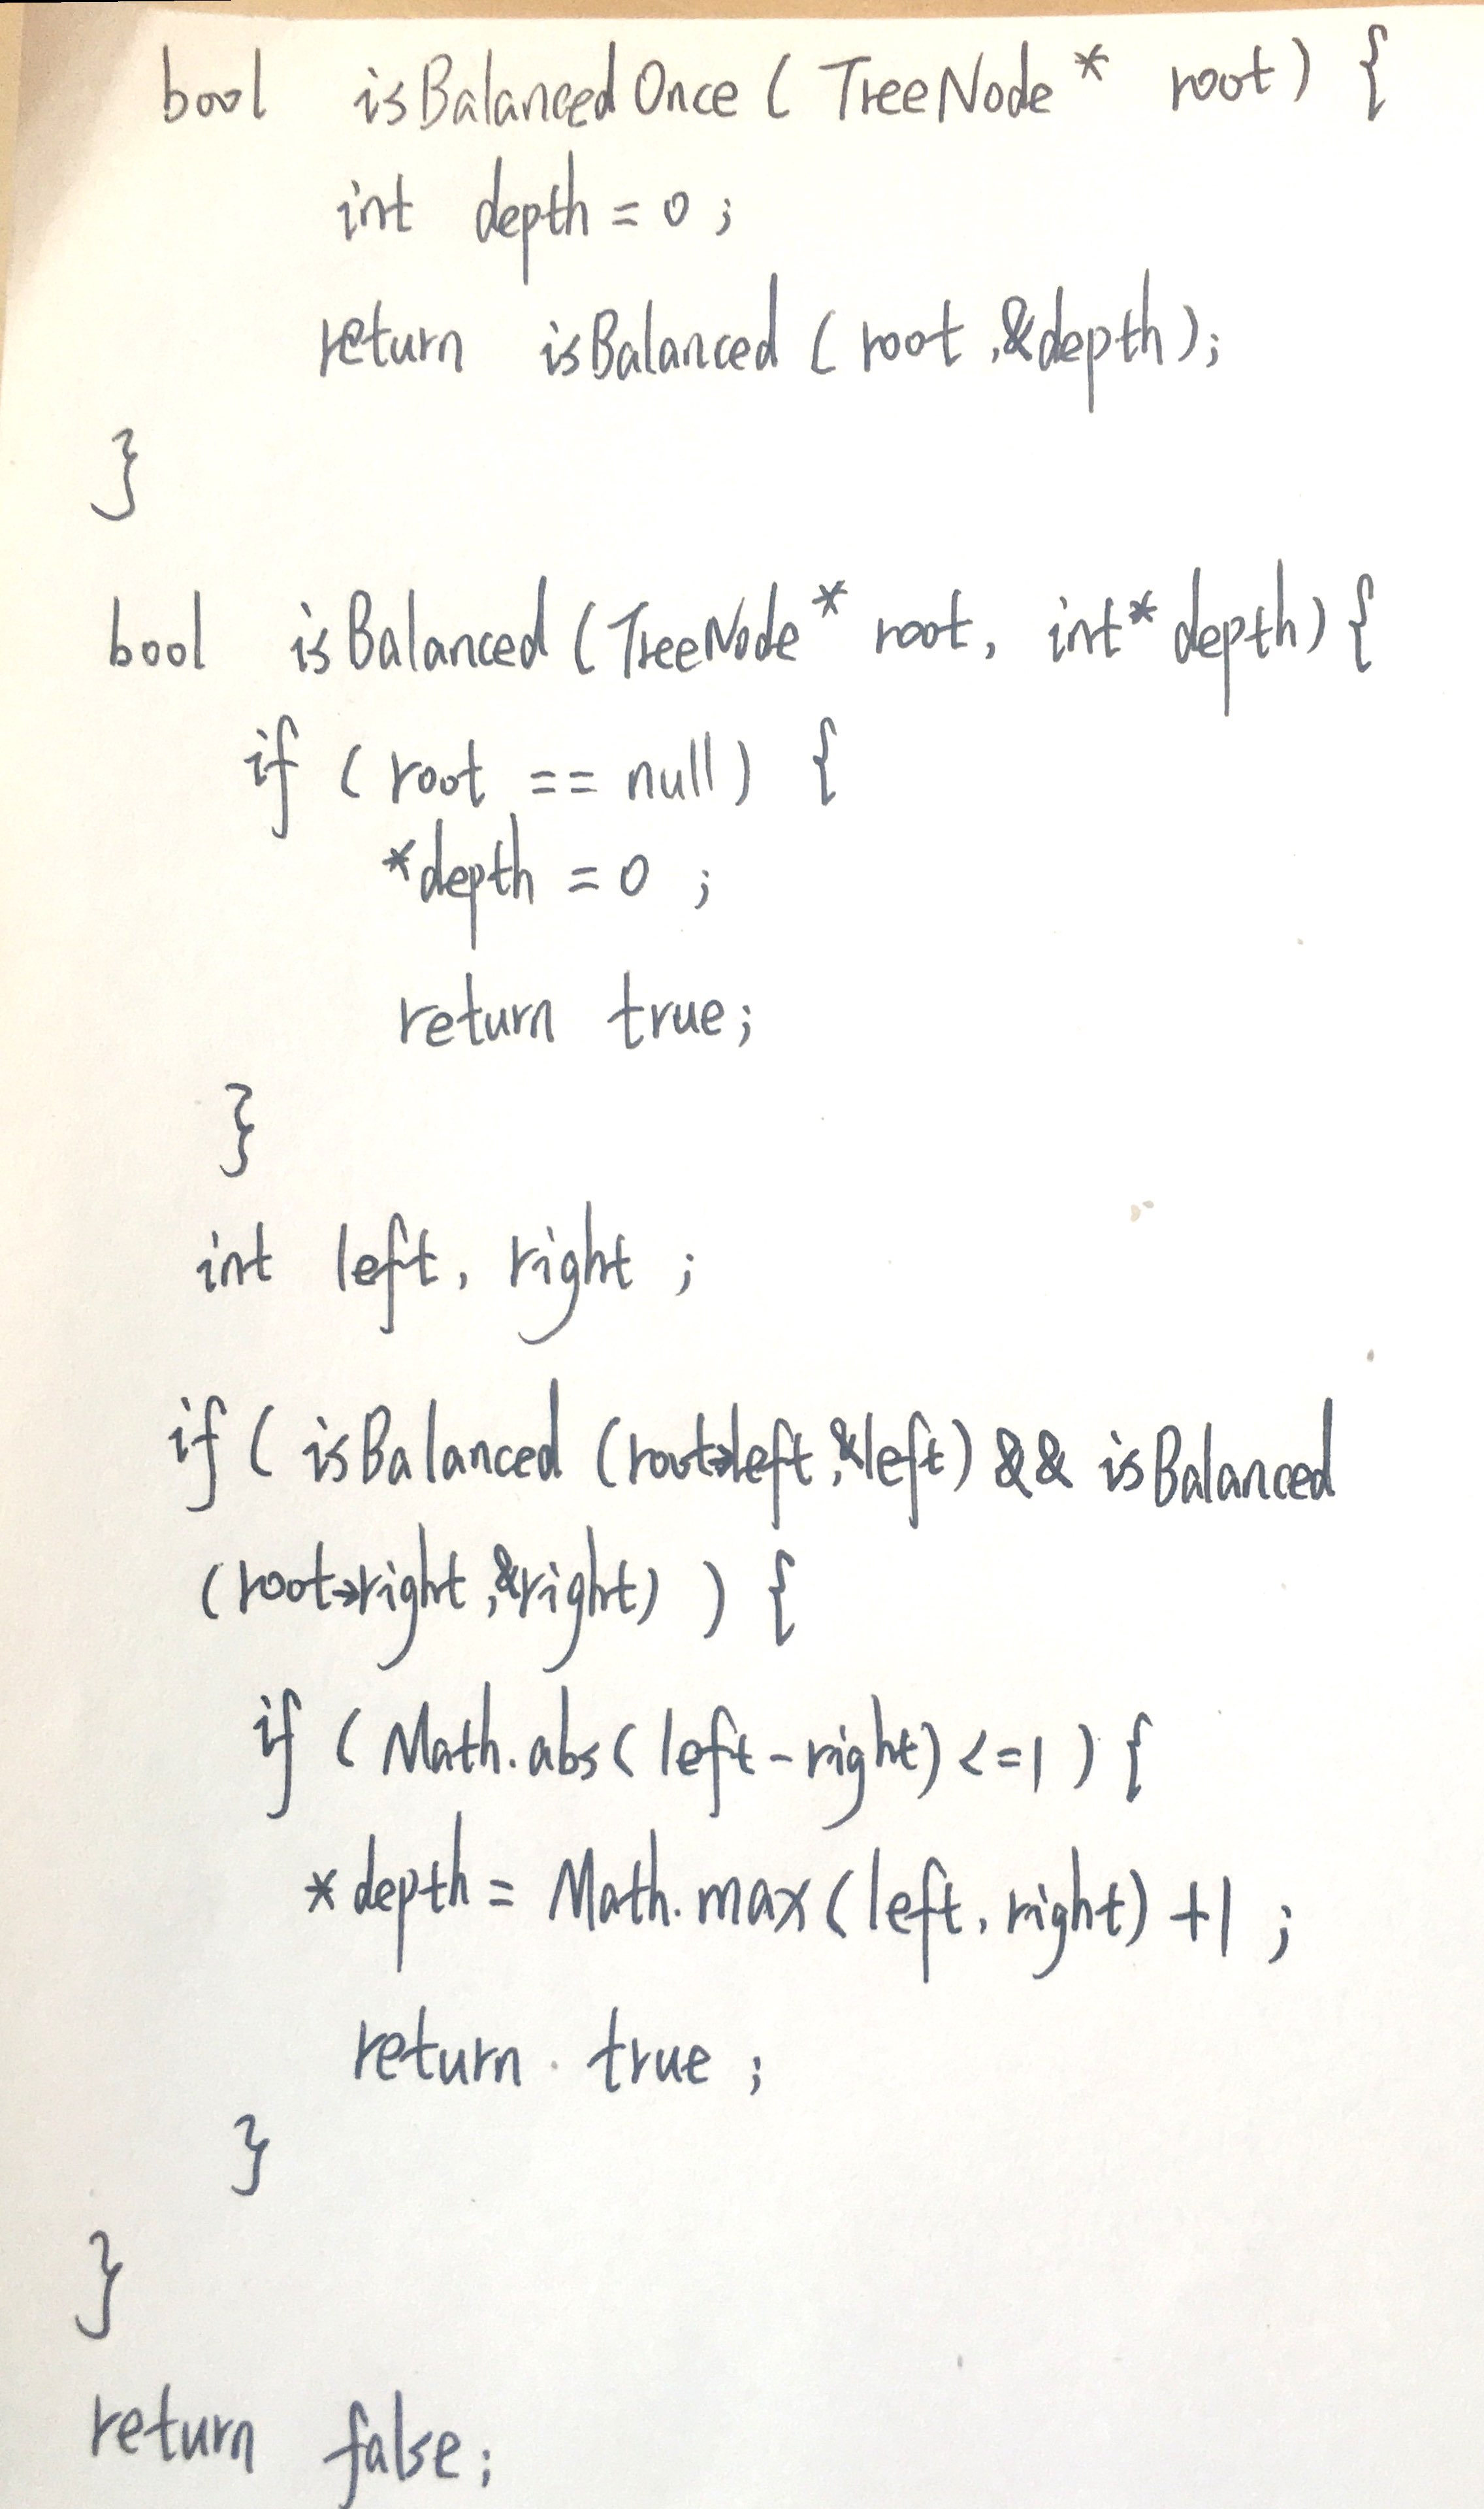 bool isBalancedOnce ( TreeNode * root ) {
int depth = 0 ;
return isBalanced ( root , &depth ) ;
}
bool isBalanced ( TreeNode * root , int * depth ) {
if ( root == null ) {
*depth = 0 ;
return true ;
}
int left , right ;
if ( isBalanced ( root->left , &left ) && isBalanced
( root->right , &right ) ) {
if ( Math.abs ( left - right ) <= 1 ) {
*depth = Math.max ( left , right ) + 1 ;
return true ;
}
}
return false ;